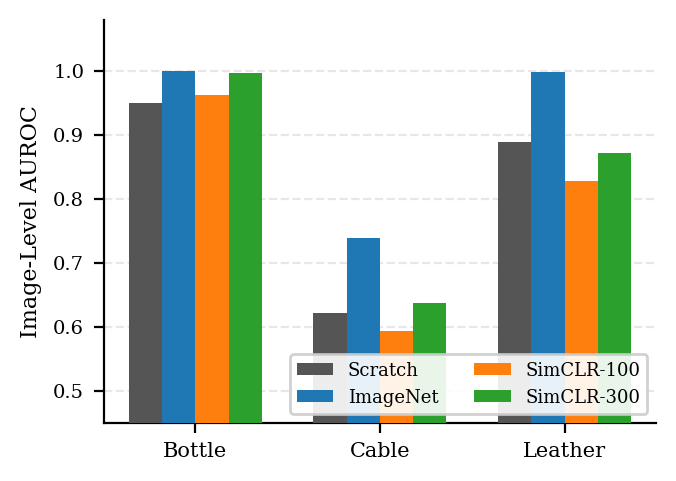 Image-Level AUROC
1.0
0.9
0.8
0.7
0.6
0.5
Scratch
ImageNet
SimCLR-100
SimCLR-300
Bottle
Cable
Leather